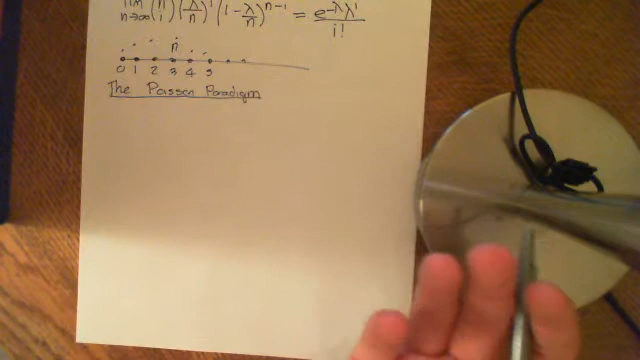 lim n→∞ (n i) (λ/n)^i (1 - λ/n)^(n-i) = e^-λ λ^i / i!
n
0 1 2 3 4 5
The Poisson Paradigm